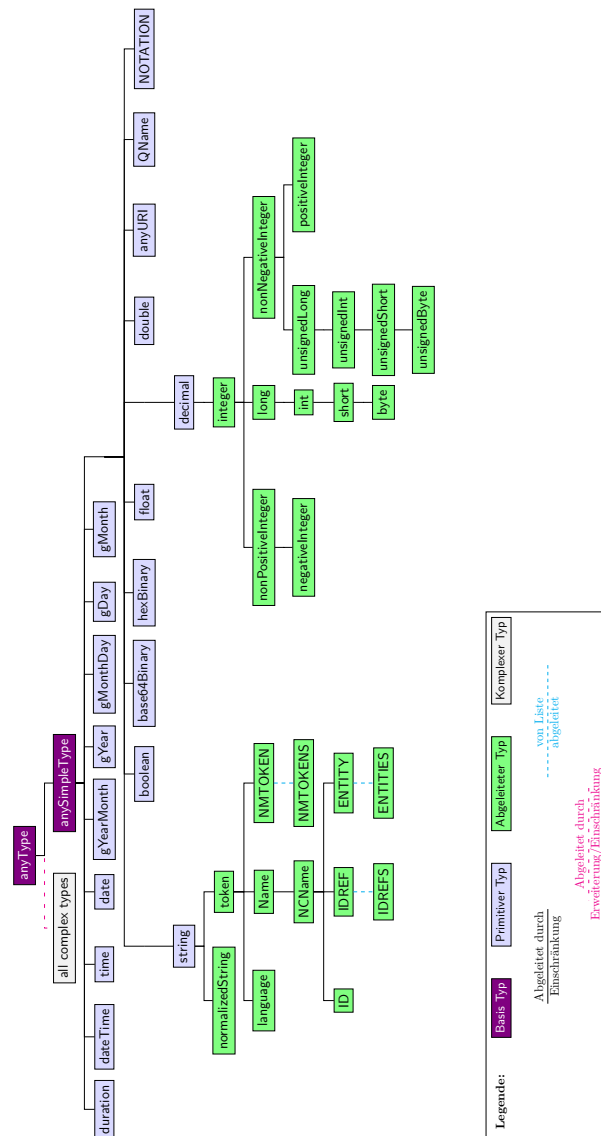 anyType
all complex types
anySimpleType
duration
dateTime
time
date
gYearMonth
gYear
gMonthDay
gDay
gMonth
boolean
base64Binary
hexBinary
float
double
anyURI
QName
NOTATION
string
decimal
normalizedString
token
integer
language
Name
NMTOKEN
nonPositiveInteger
long
nonNegativeInteger
NCName
NMTOKENS
negativeInteger
int
unsignedLong
positiveInteger
ID
IDREF
ENTITY
short
unsignedInt
IDREFS
ENTITIES
byte
unsignedShort
unsignedByte
Legende:
Basis Typ
Primitiver Typ
Abgeleiteter Typ
Komplexer Typ
Abgeleitet durch
Einschränkung
von Liste
abgeleitet
Abgeleitet durch
Erweiterung/Einschränkung